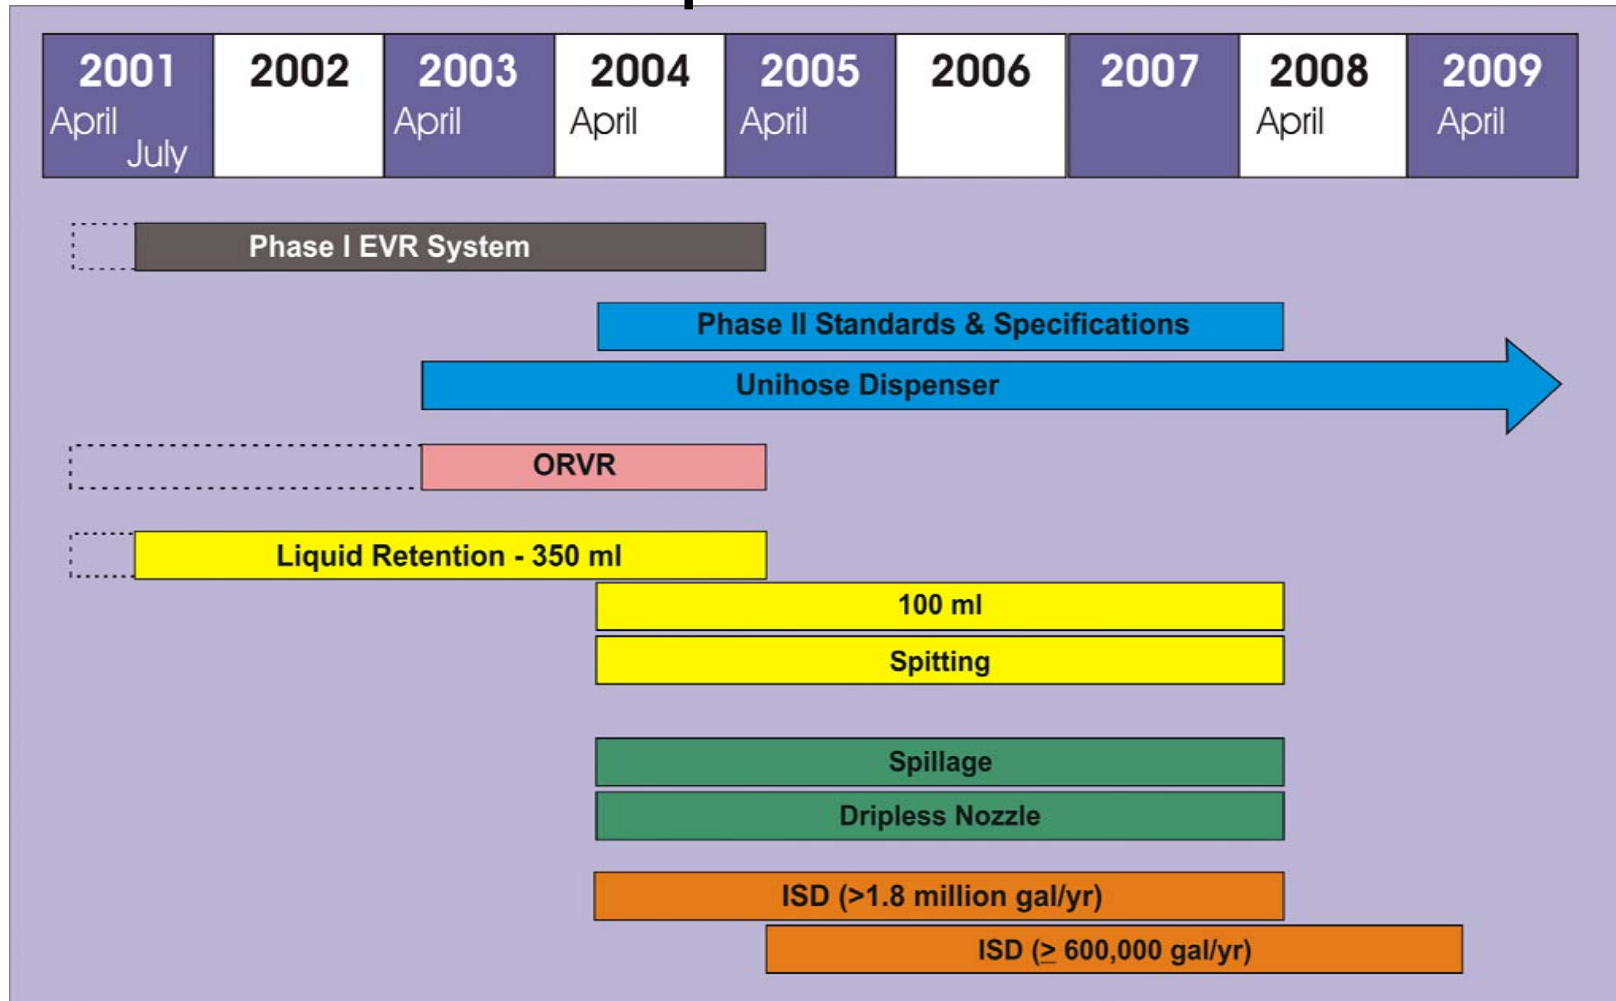 2001 2002 2003 2004 2005 2006 2007 2008 2009
April April April April April April
July
Phase I EVR System
Phase II Standards & Specifications
Unihose Dispenser
ORVR
Liquid Retention - 350 ml
100 ml
Spitting
Spillage
Dripless Nozzle
ISD (>1.8 million gal/yr)
ISD (≥ 600,000 gal/yr)